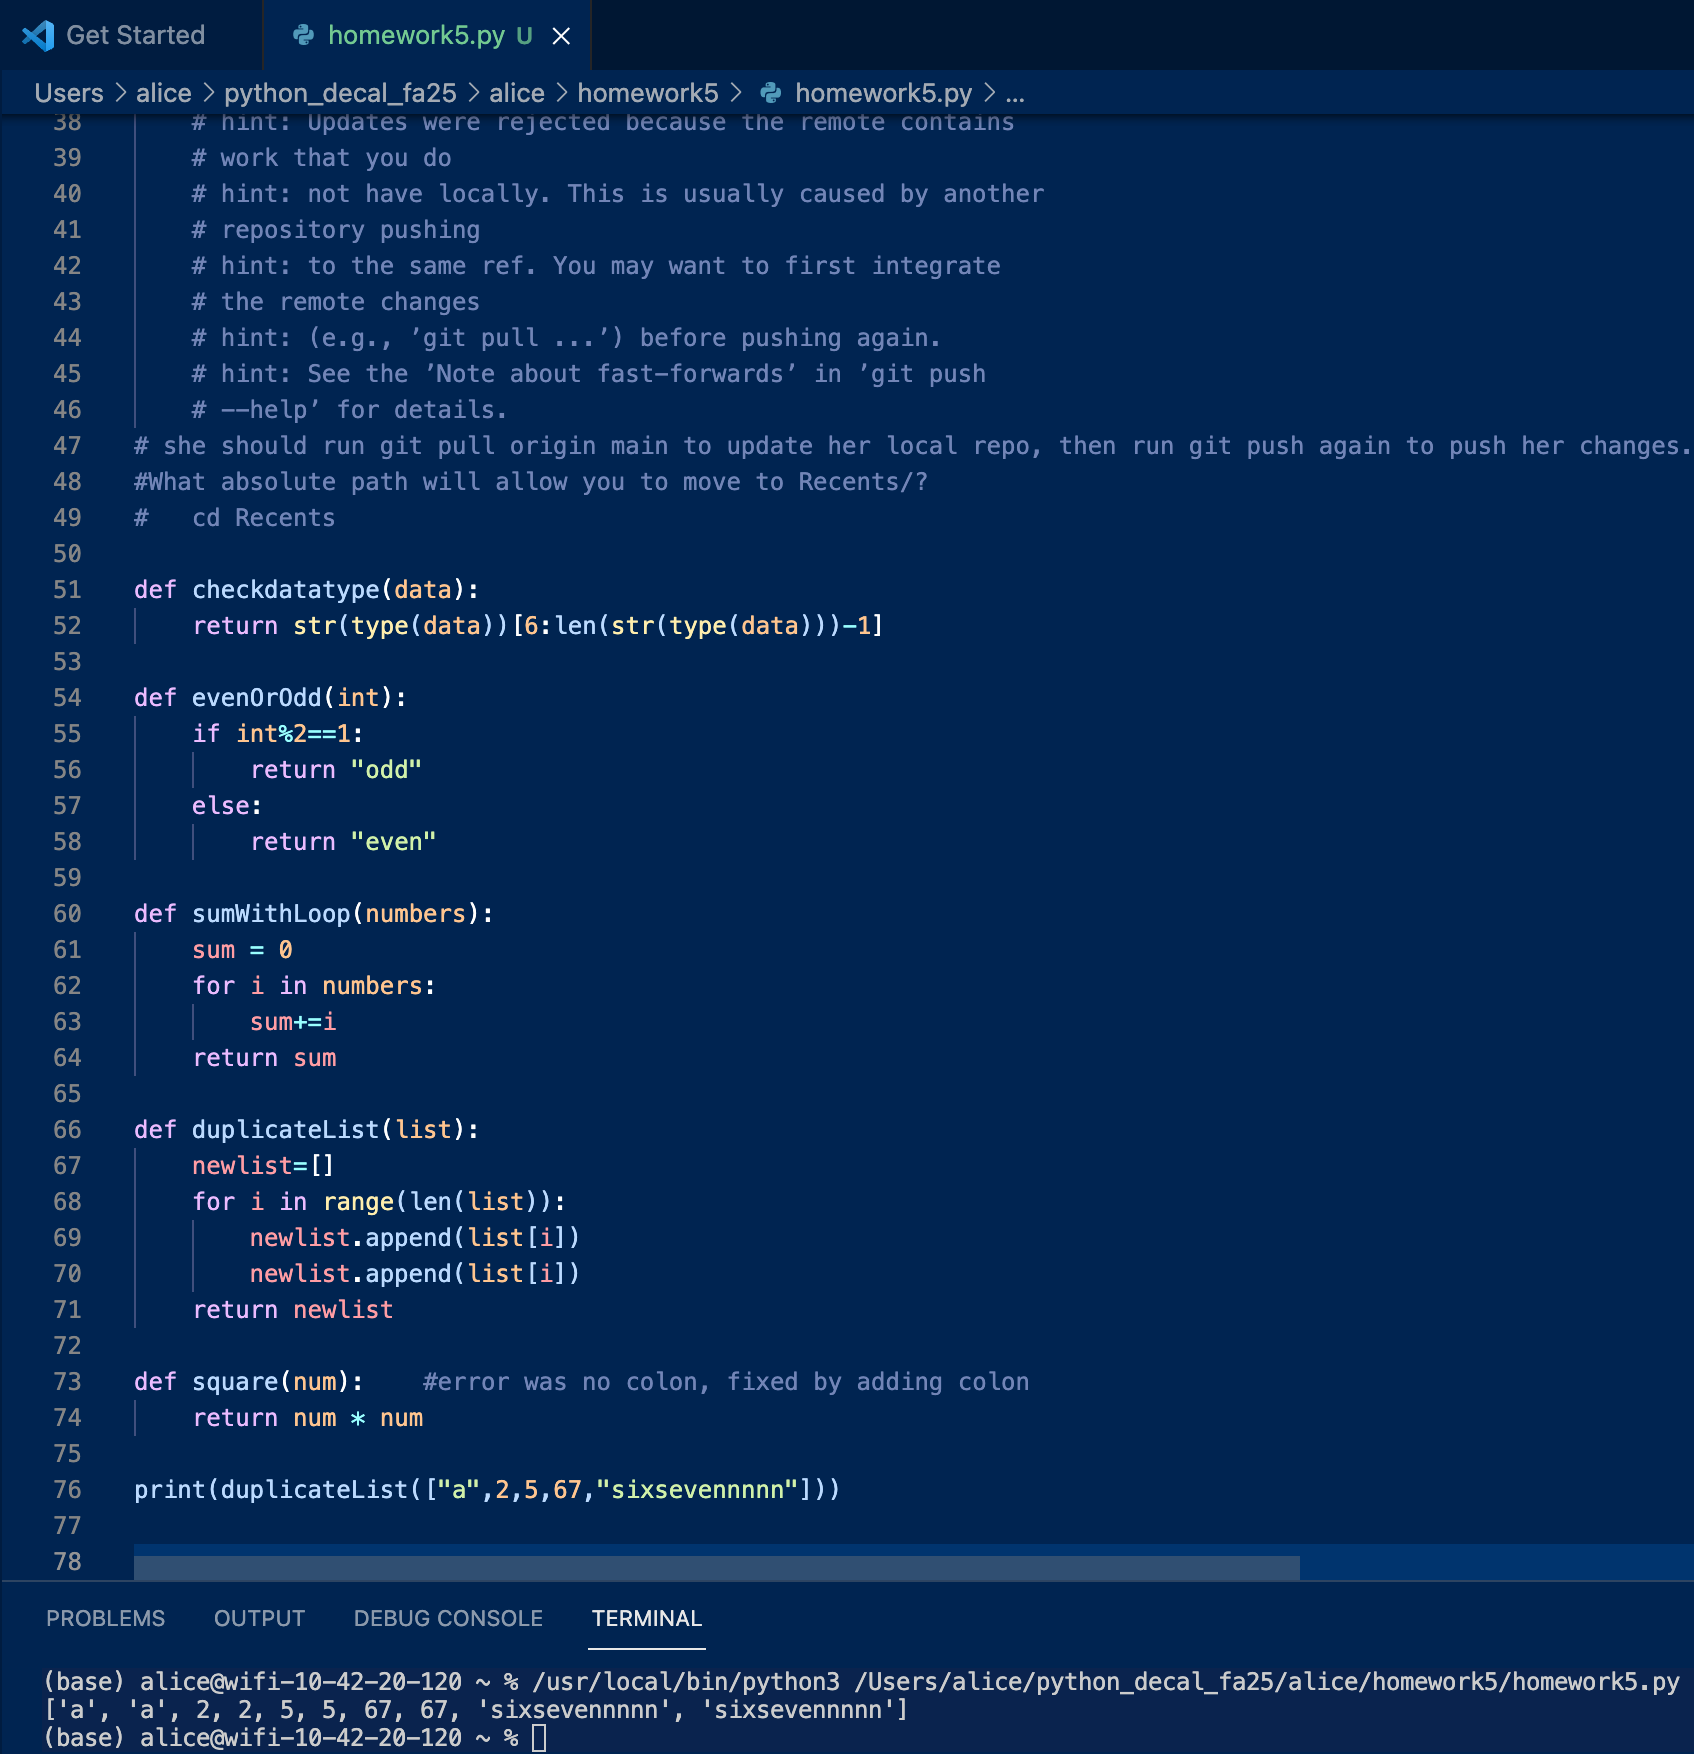 Get Started
homework5.py U
Users > alice > python_decal_fa25 > alice > homework5 > homework5.py > ...
38 # hint: Updates were rejected because the remote contains
39 # work that you do
40 # hint: not have locally. This is usually caused by another
41 # repository pushing
42 # hint: to the same ref. You may want to first integrate
43 # the remote changes
44 # hint: (e.g., ’git pull ...’) before pushing again.
45 # hint: See the ’Note about fast-forwards’ in ’git push
46 # --help’ for details.
47 # she should run git pull origin main to update her local repo, then run git push again to push her changes.
48 #What absolute path will allow you to move to Recents/?
49 #   cd Recents
50
51 def checkdatatype(data):
52     return str(type(data))[6:len(str(type(data)))-1]
53
54 def evenOrOdd(int):
55     if int%2==1:
56         return "odd"
57     else:
58         return "even"
59
60 def sumWithLoop(numbers):
61     sum = 0
62     for i in numbers:
63         sum+=i
64     return sum
65
66 def duplicateList(list):
67     newlist=[]
68     for i in range(len(list)):
69         newlist.append(list[i])
70         newlist.append(list[i])
71     return newlist
72
73 def square(num):    #error was no colon, fixed by adding colon
74     return num * num
75
76 print(duplicateList(["a",2,5,67,"sixsevennnnn"]))
77
78
PROBLEMS OUTPUT DEBUG CONSOLE TERMINAL
(base) alice@wifi-10-42-20-120 ~ % /usr/local/bin/python3 /Users/alice/python_decal_fa25/alice/homework5/homework5.py
['a', 'a', 2, 2, 5, 5, 67, 67, 'sixsevennnnn', 'sixsevennnnn']
(base) alice@wifi-10-42-20-120 ~ %